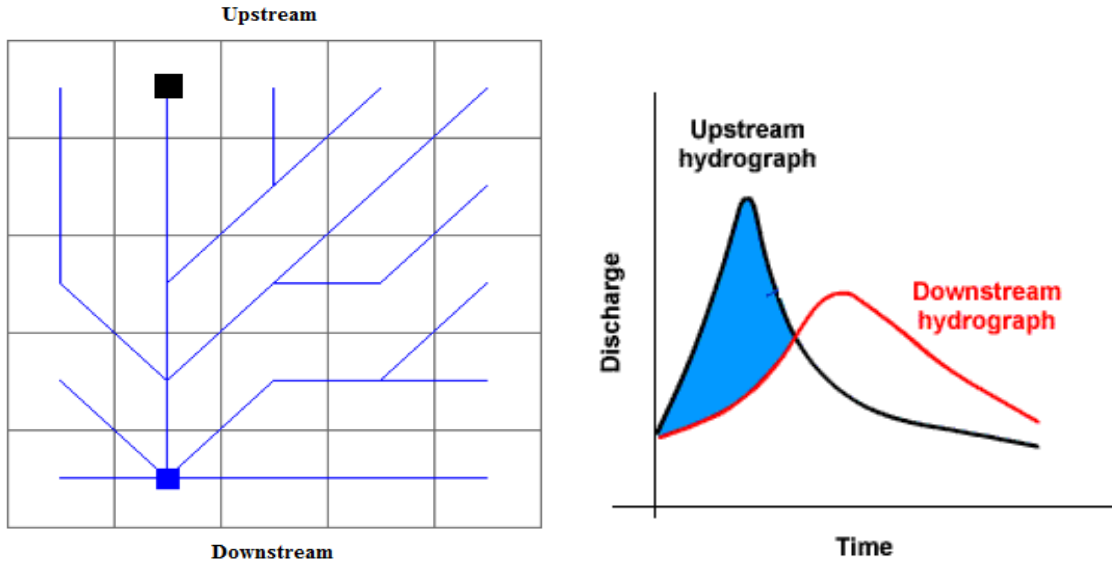 Upstream
Downstream
Upstream
hydrograph
Downstream
hydrograph
Discharge
Time